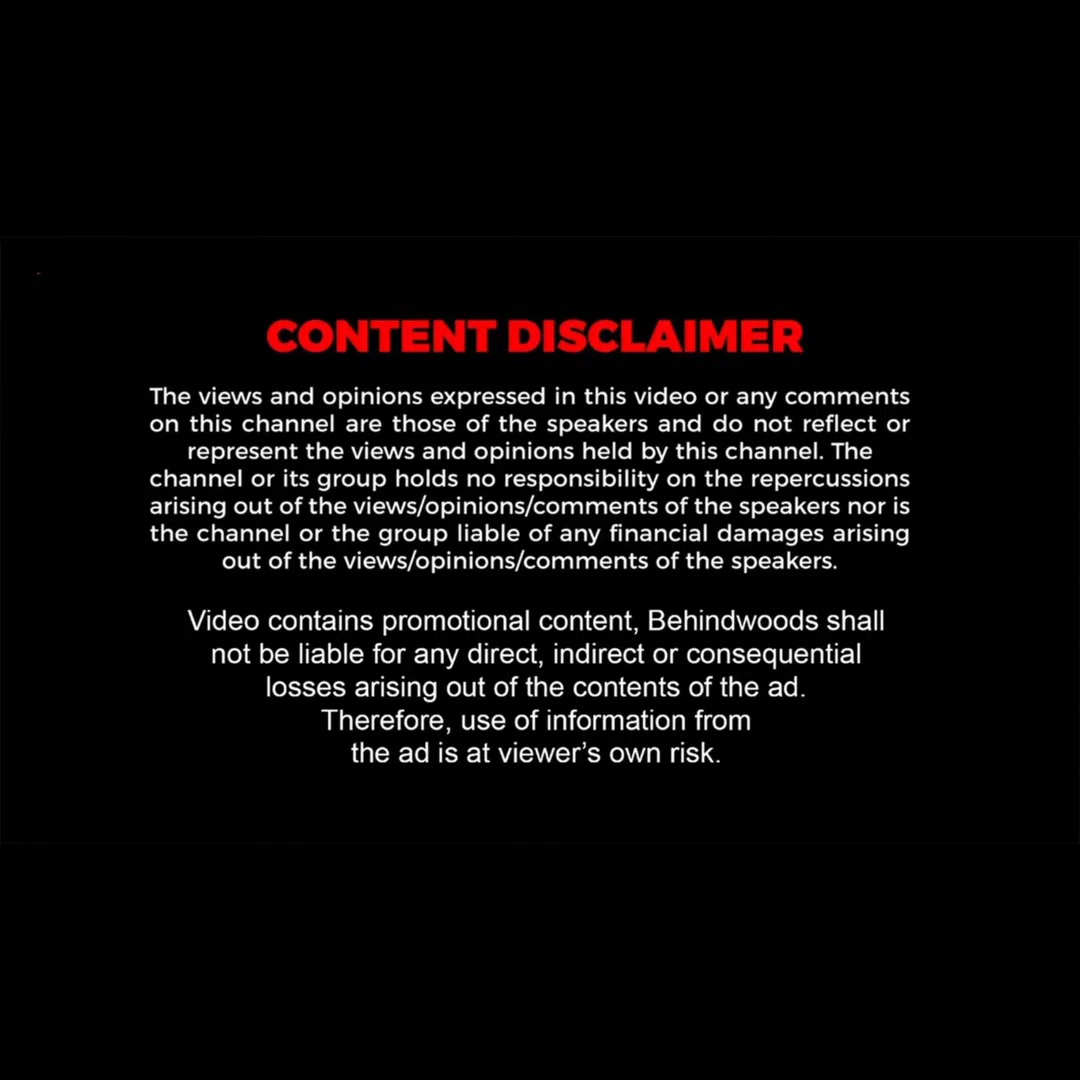 CONTENT DISCLAIMER
The views and opinions expressed in this video or any comments
on this channel are those of the speakers and do not reflect or
represent the views and opinions held by this channel. The
channel or its group holds no responsibility on the repercussions
arising out of the views/opinions/comments of the speakers nor is
the channel or the group liable of any financial damages arising
out of the views/opinions/comments of the speakers.
Video contains promotional content, Behindwoods shall
not be liable for any direct, indirect or consequential
losses arising out of the contents of the ad.
Therefore, use of information from
the ad is at viewer’s own risk.